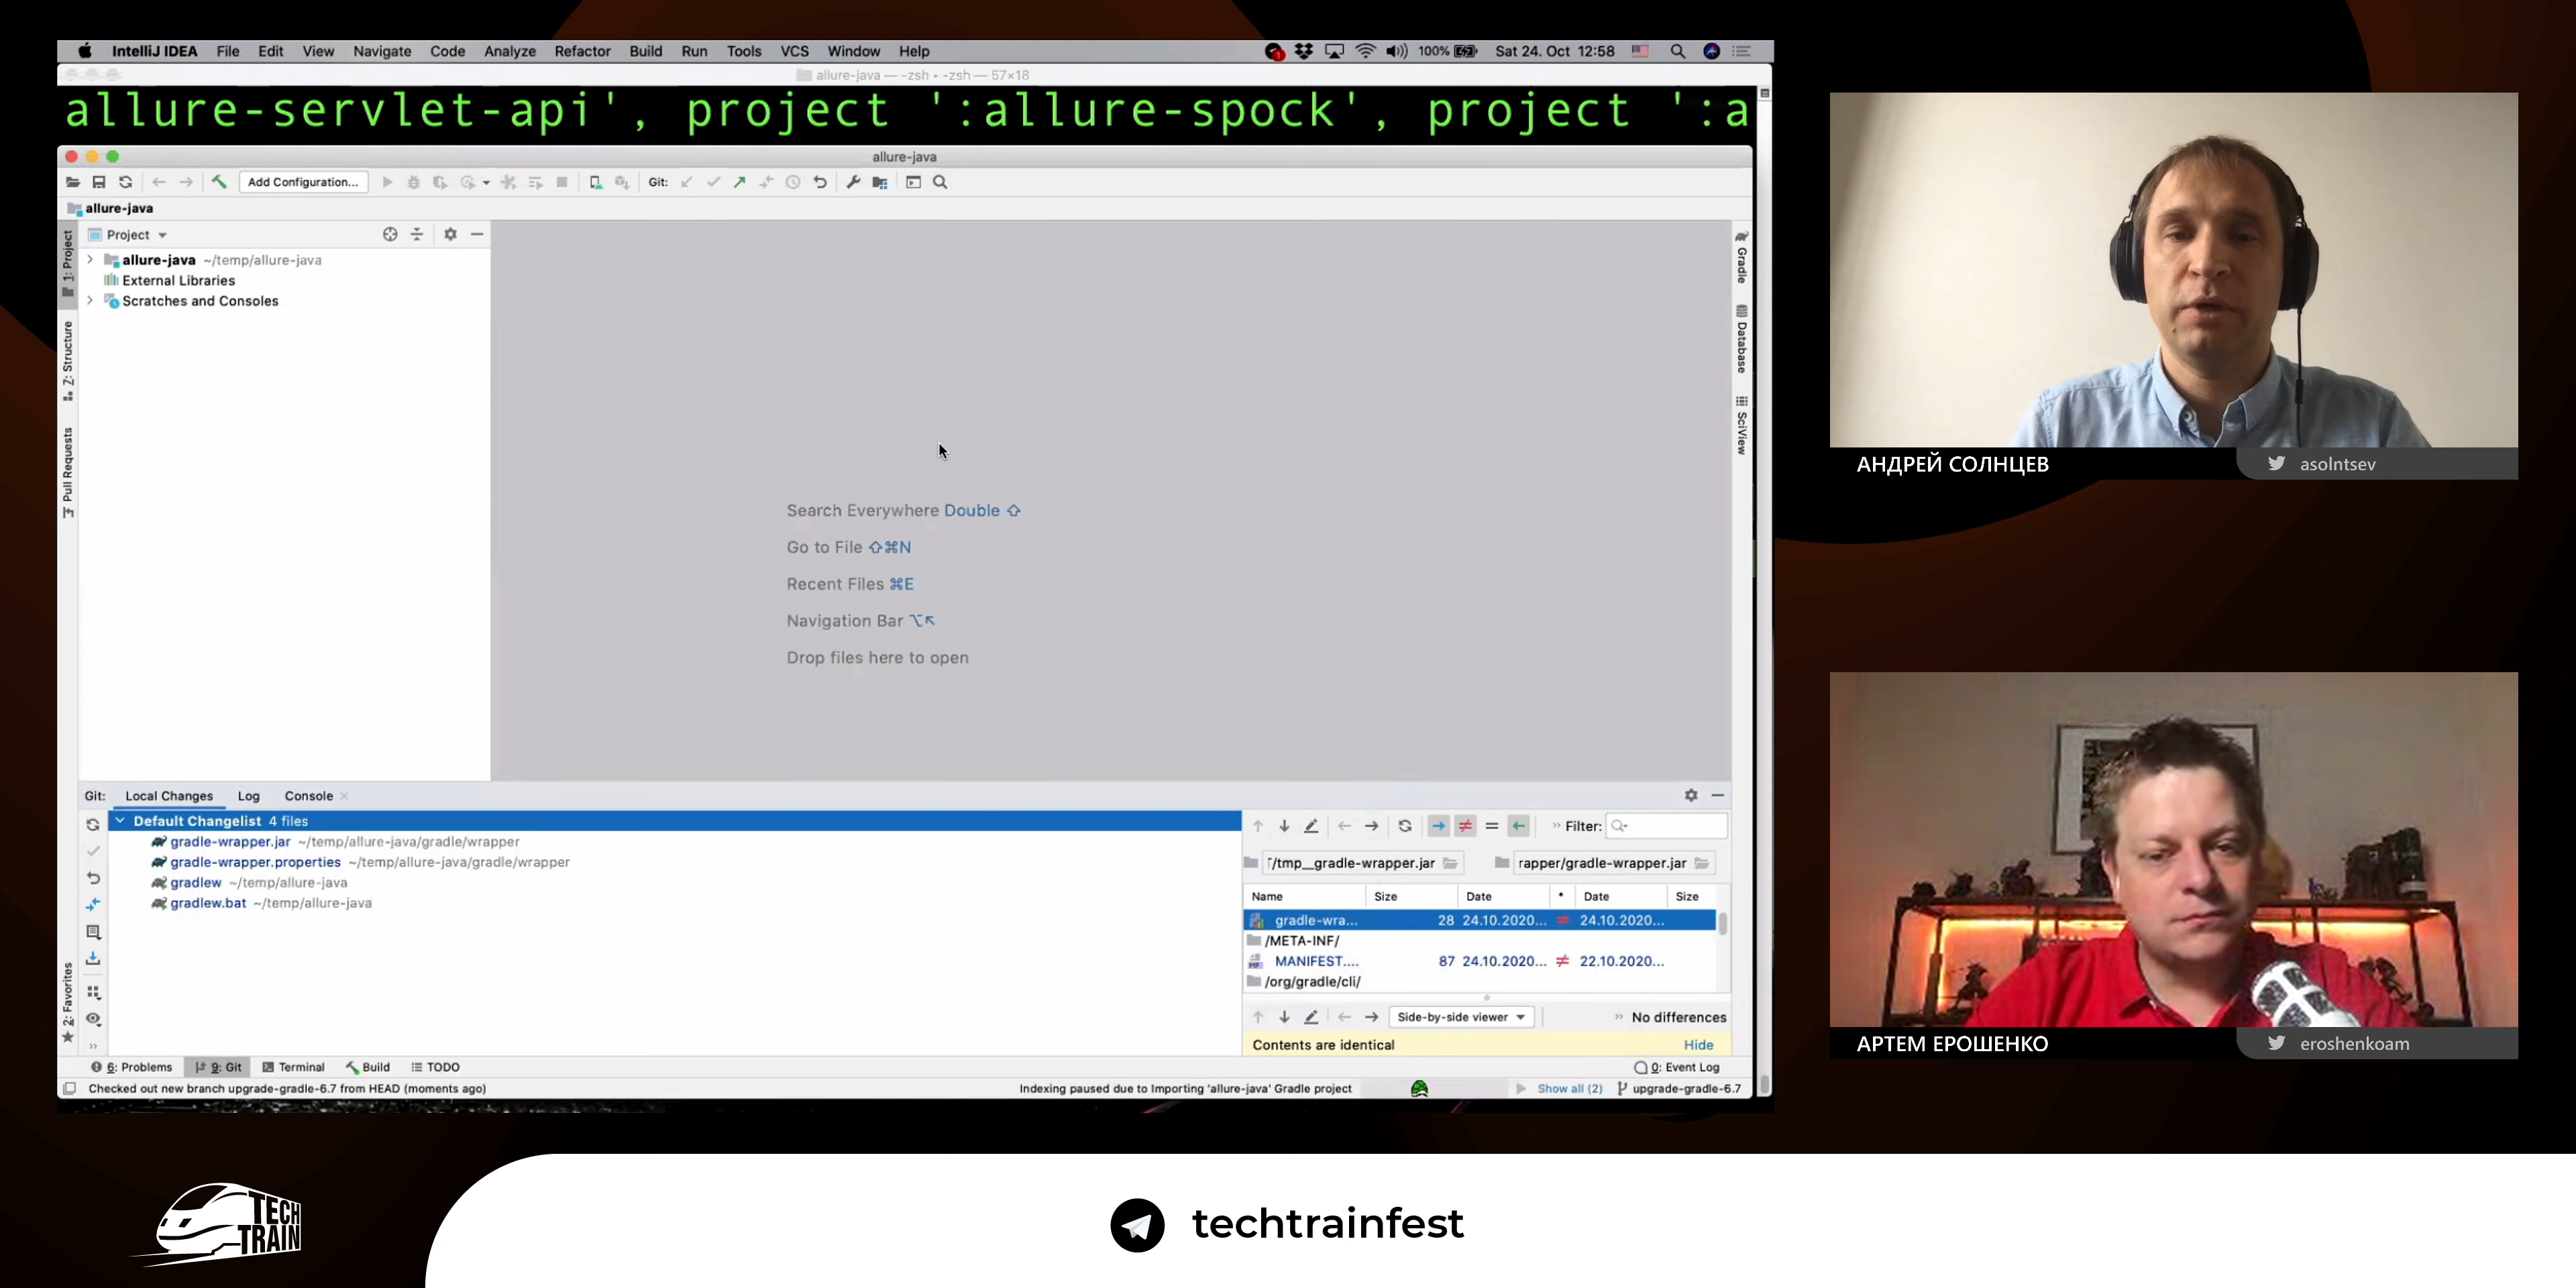 IntelliJ IDEA File Edit View Navigate Code Analyze Refactor Build Run Tools VCS Window Help
100% Sat 24. Oct 12:58
allure-java — -zsh • -zsh — 57×18
allure-servlet-api', project ':allure-spock', project ':a
allure-java
Add Configuration...
Git:
allure-java
1: Project
Z: Structure
Pull Requests
2: Favorites
Project
allure-java ~/temp/allure-java
External Libraries
Scratches and Consoles
Search Everywhere Double ⇧
Go to File ⇧⌘N
Recent Files ⌘E
Navigation Bar ⌥↖
Drop files here to open
Gradle
Database
SciView
Git: Local Changes Log Console
Default Changelist 4 files
gradle-wrapper.jar ~/temp/allure-java/gradle/wrapper
gradle-wrapper.properties ~/temp/allure-java/gradle/wrapper
gradlew ~/temp/allure-java
gradlew.bat ~/temp/allure-java
Filter:
/tmp__gradle-wrapper.jar
rapper/gradle-wrapper.jar
Name Size Date * Date Size
gradle-wra... 28 24.10.2020... 24.10.2020...
/META-INF/
MANIFEST.... 87 24.10.2020... 22.10.2020...
/org/gradle/cli/
Side-by-side viewer
No differences
Contents are identical Hide
6: Problems 9: Git Terminal Build TODO
0: Event Log
Checked out new branch upgrade-gradle-6.7 from HEAD (moments ago)
Indexing paused due to Importing 'allure-java' Gradle project
Show all (2)
upgrade-gradle-6.7
АНДРЕЙ СОЛНЦЕВ
asolntsev
АРТЕМ ЕРОШЕНКО
eroshenkoam
TECH
TRAIN
techtrainfest